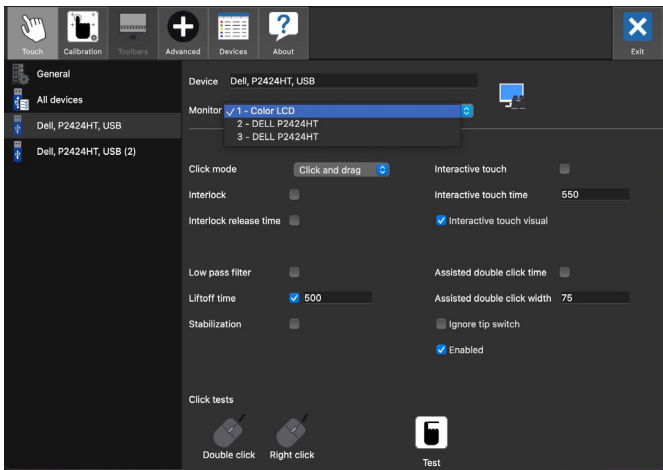 Touch
Calibration
Toolbars
Advanced
Devices
About
Exit
General
All devices
Dell, P2424HT, USB
Dell, P2424HT, USB (2)
Device Dell, P2424HT, USB
Monitor ✓ 1 - Color LCD
2 - DELL P2424HT
3 - DELL P2424HT
Click mode Click and drag Interactive touch
Interlock Interactive touch time 550
Interlock release time Interactive touch visual
Low pass filter Assisted double click time
Liftoff time 500 Assisted double click width 75
Stabilization Ignore tip switch
Enabled
Click tests
Double click Right click Test